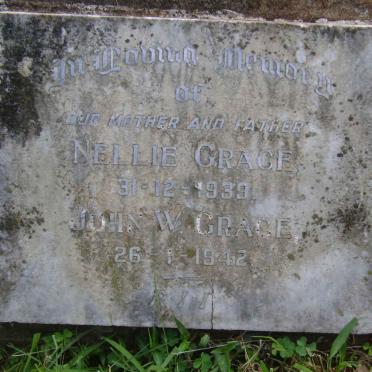 In Loving Memory
of
OUR MOTHER AND FATHER
NELLIE GRACE,
31-12-1939.
JOHN W. GRACE,
26-1-1942.
R.I.P.